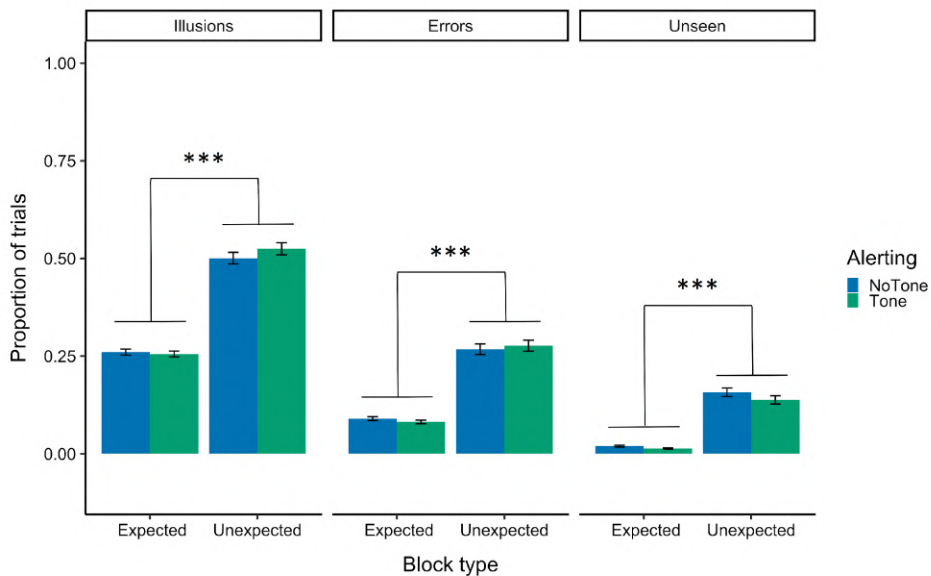 Illusions Errors Unseen
1.00
0.75
0.50
0.25
0.00
Proportion of trials
***
***
***
Expected Unexpected Expected Unexpected Expected Unexpected
Block type
Alerting
NoTone
Tone